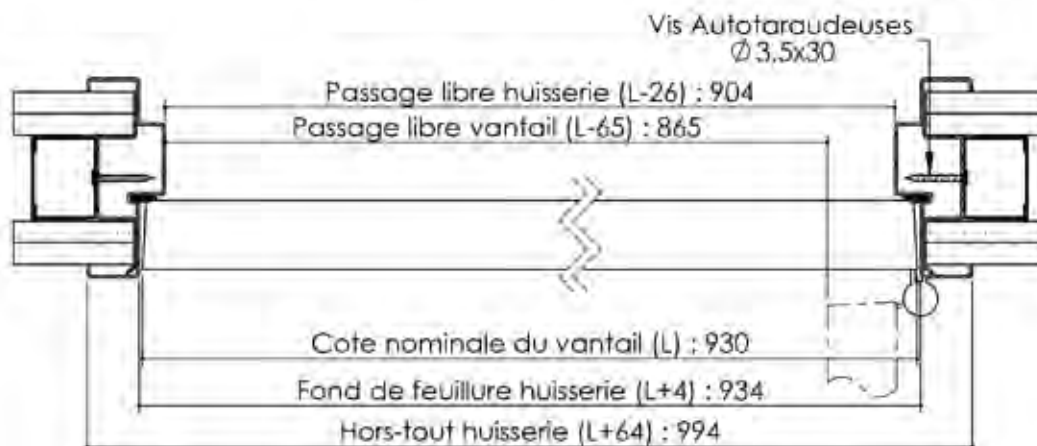 Vis Autotaraudeuses
Ø 3,5x30
Passage libre huisserie (L-26) : 904
Passage libre vantail (L-65) : 865
Cote nominale du vantail (L) : 930
Fond de feuillure huisserie (L+4) : 934
Hors-tout huisserie (L+64) : 994